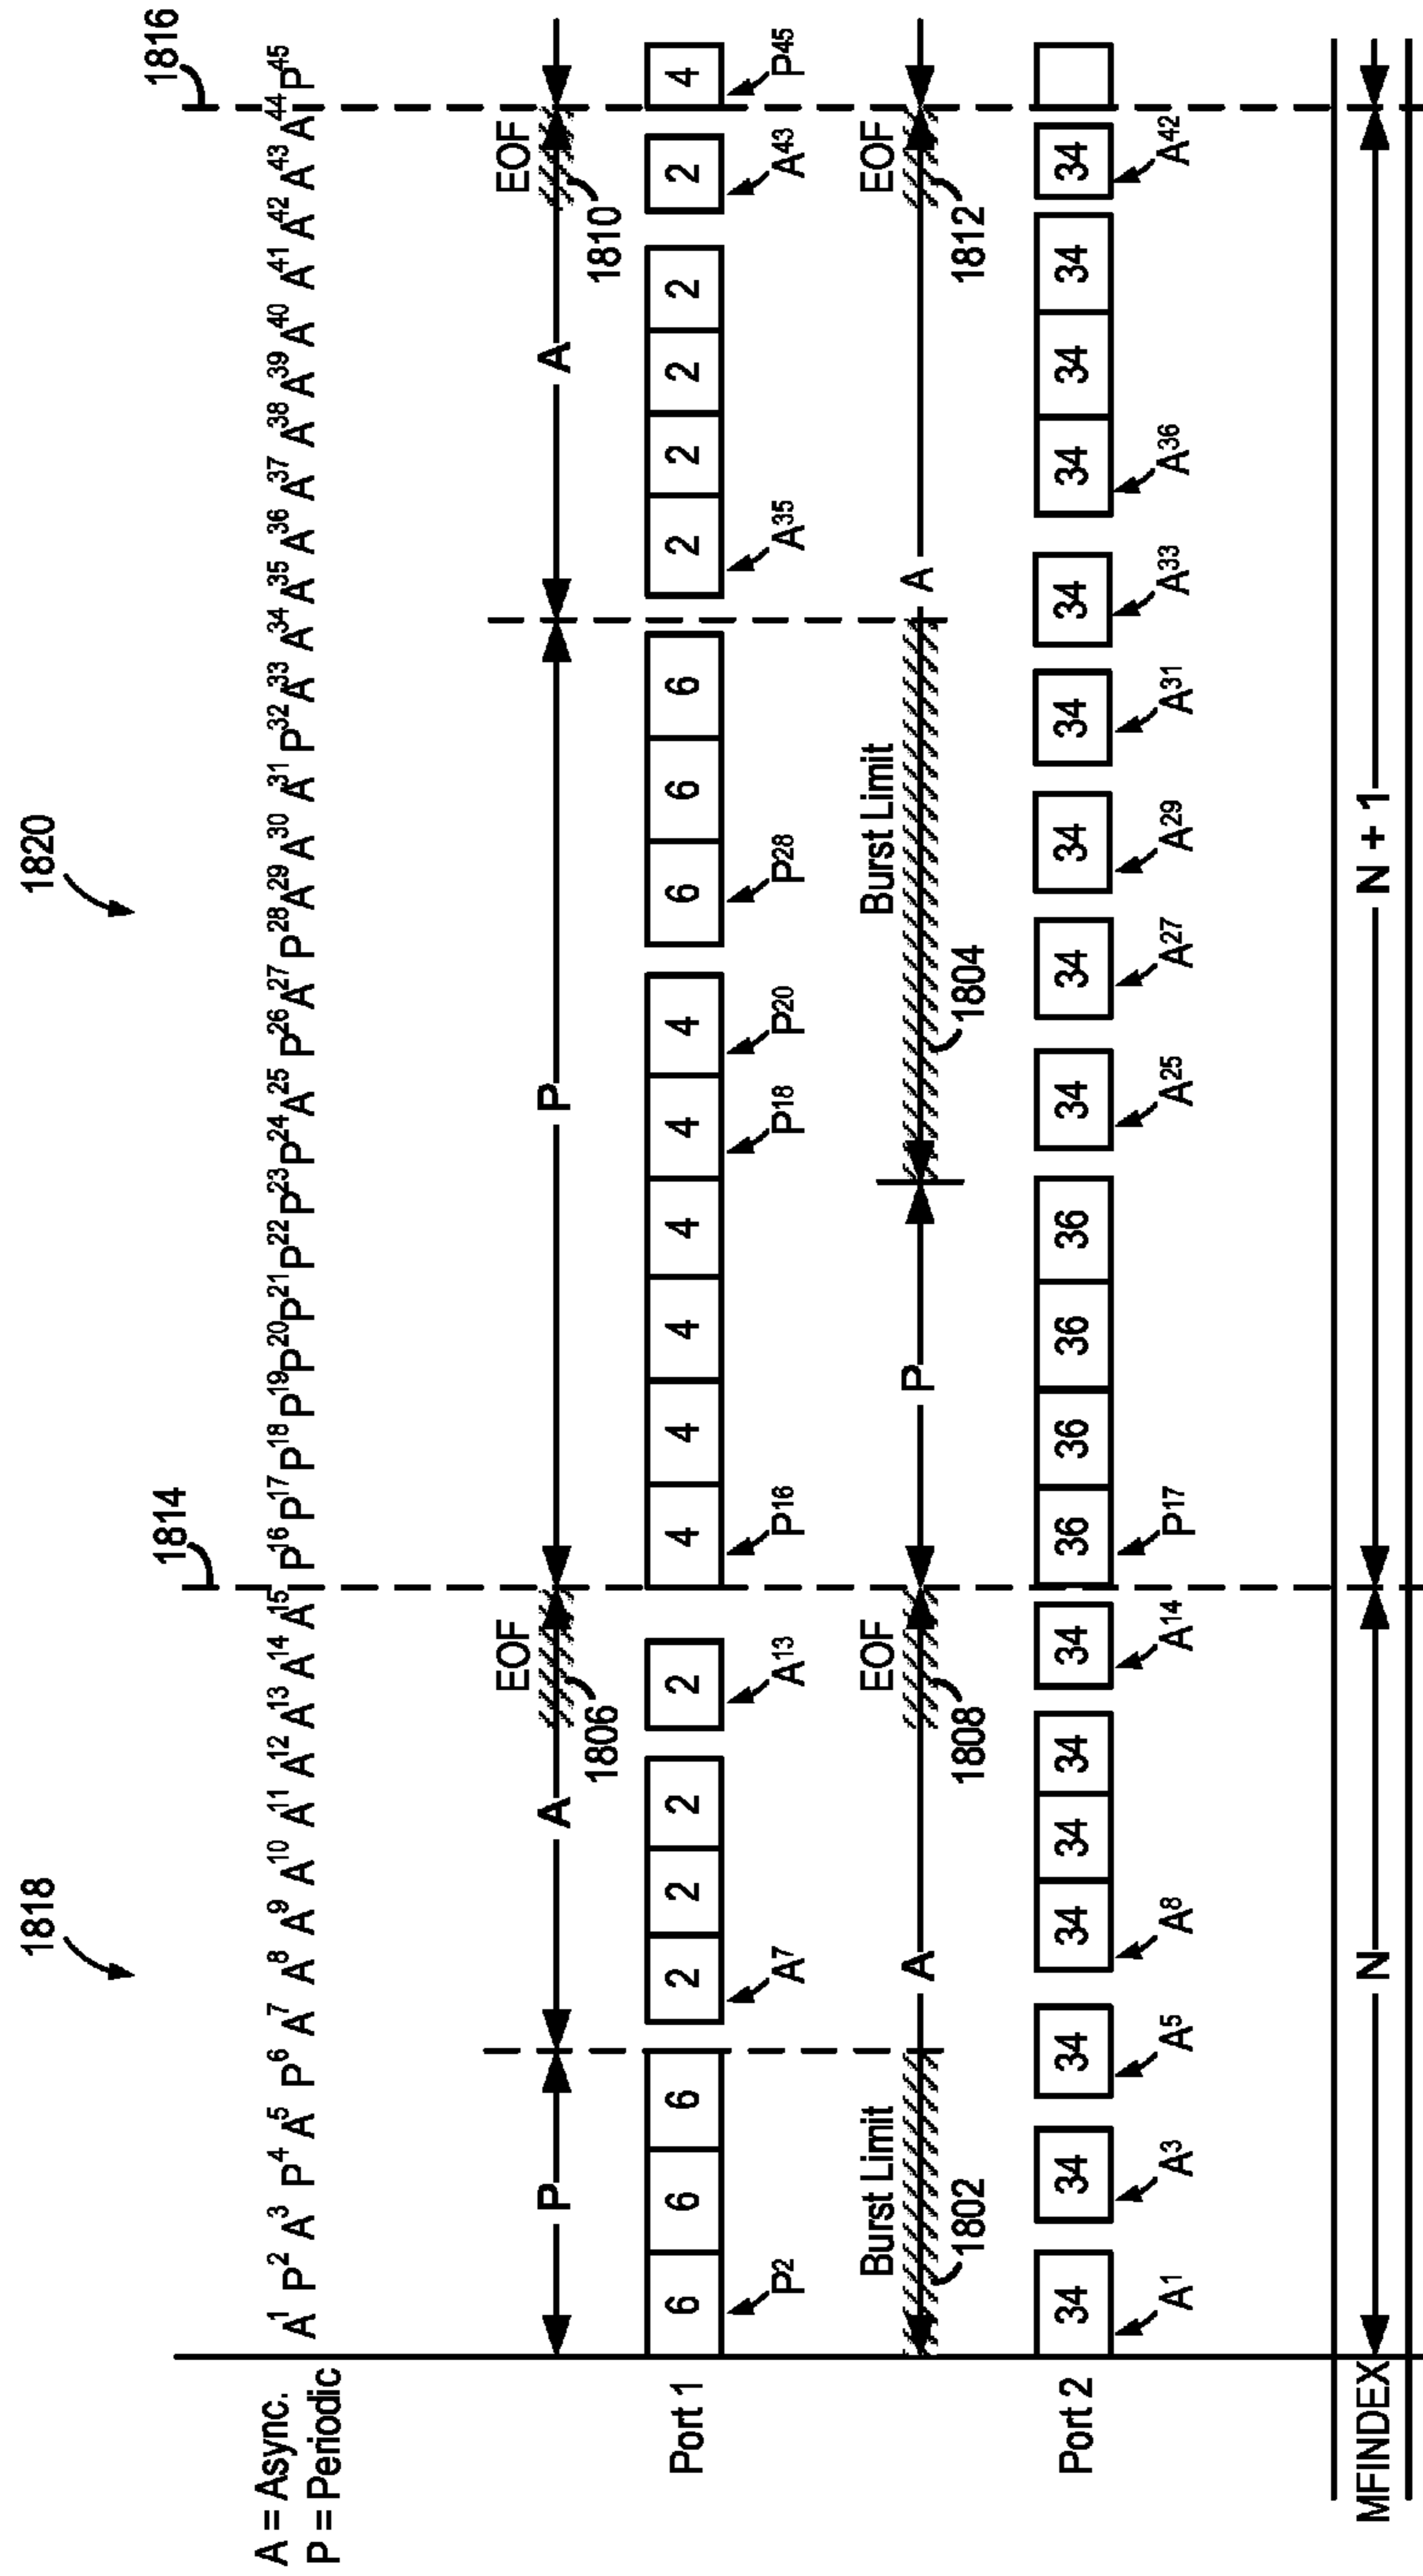 1818
1820
1814
1816
A = Async.
P = Periodic
A¹ P² A³ P⁴ A⁵ P⁶ A⁷ A⁸ A⁹ A¹⁰ A¹¹ A¹² A¹³ A¹⁴ A¹⁵ P¹⁶ P¹⁷ P¹⁸ P¹⁹ P²⁰ P²¹ P²² P²³ P²⁴ A²⁵ P²⁶ A²⁷ P²⁸ A²⁹ A³⁰ A³¹ P³² A³³ A³⁴ A³⁵ A³⁶ A³⁷ A³⁸ A³⁹ A⁴⁰ A⁴¹ A⁴² A⁴³ A⁴⁴ P⁴⁵
EOF EOF
P A P A
1806 1810
Port 1 6 6 6 2 2 2 2 4 4 4 4 4 4 6 6 6 2 2 2 2 2 4
P² A⁷ A¹³ P¹⁶ P¹⁸ P²⁰ P²⁸ A³⁵ A⁴³ P⁴⁵
Burst Limit EOF Burst Limit EOF
A P A
1802 1808 1804 1812
Port 2 34 34 34 34 34 34 34 36 36 36 36 34 34 34 34 34 34 34 34 34
A¹ A³ A⁵ A⁸ A¹⁴ P¹⁷ A²⁵ A²⁷ A²⁹ A³¹ A³³ A³⁶ A⁴²
MFINDEX N N + 1